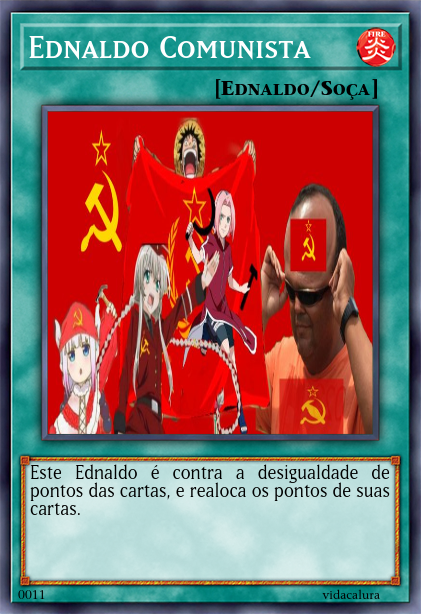 Ednaldo Comunista
FIRE
炎
[Ednaldo/Soça]
Este Ednaldo é contra a desigualdade de
pontos das cartas, e realoca os pontos de suas
cartas.
0011 vidacalura